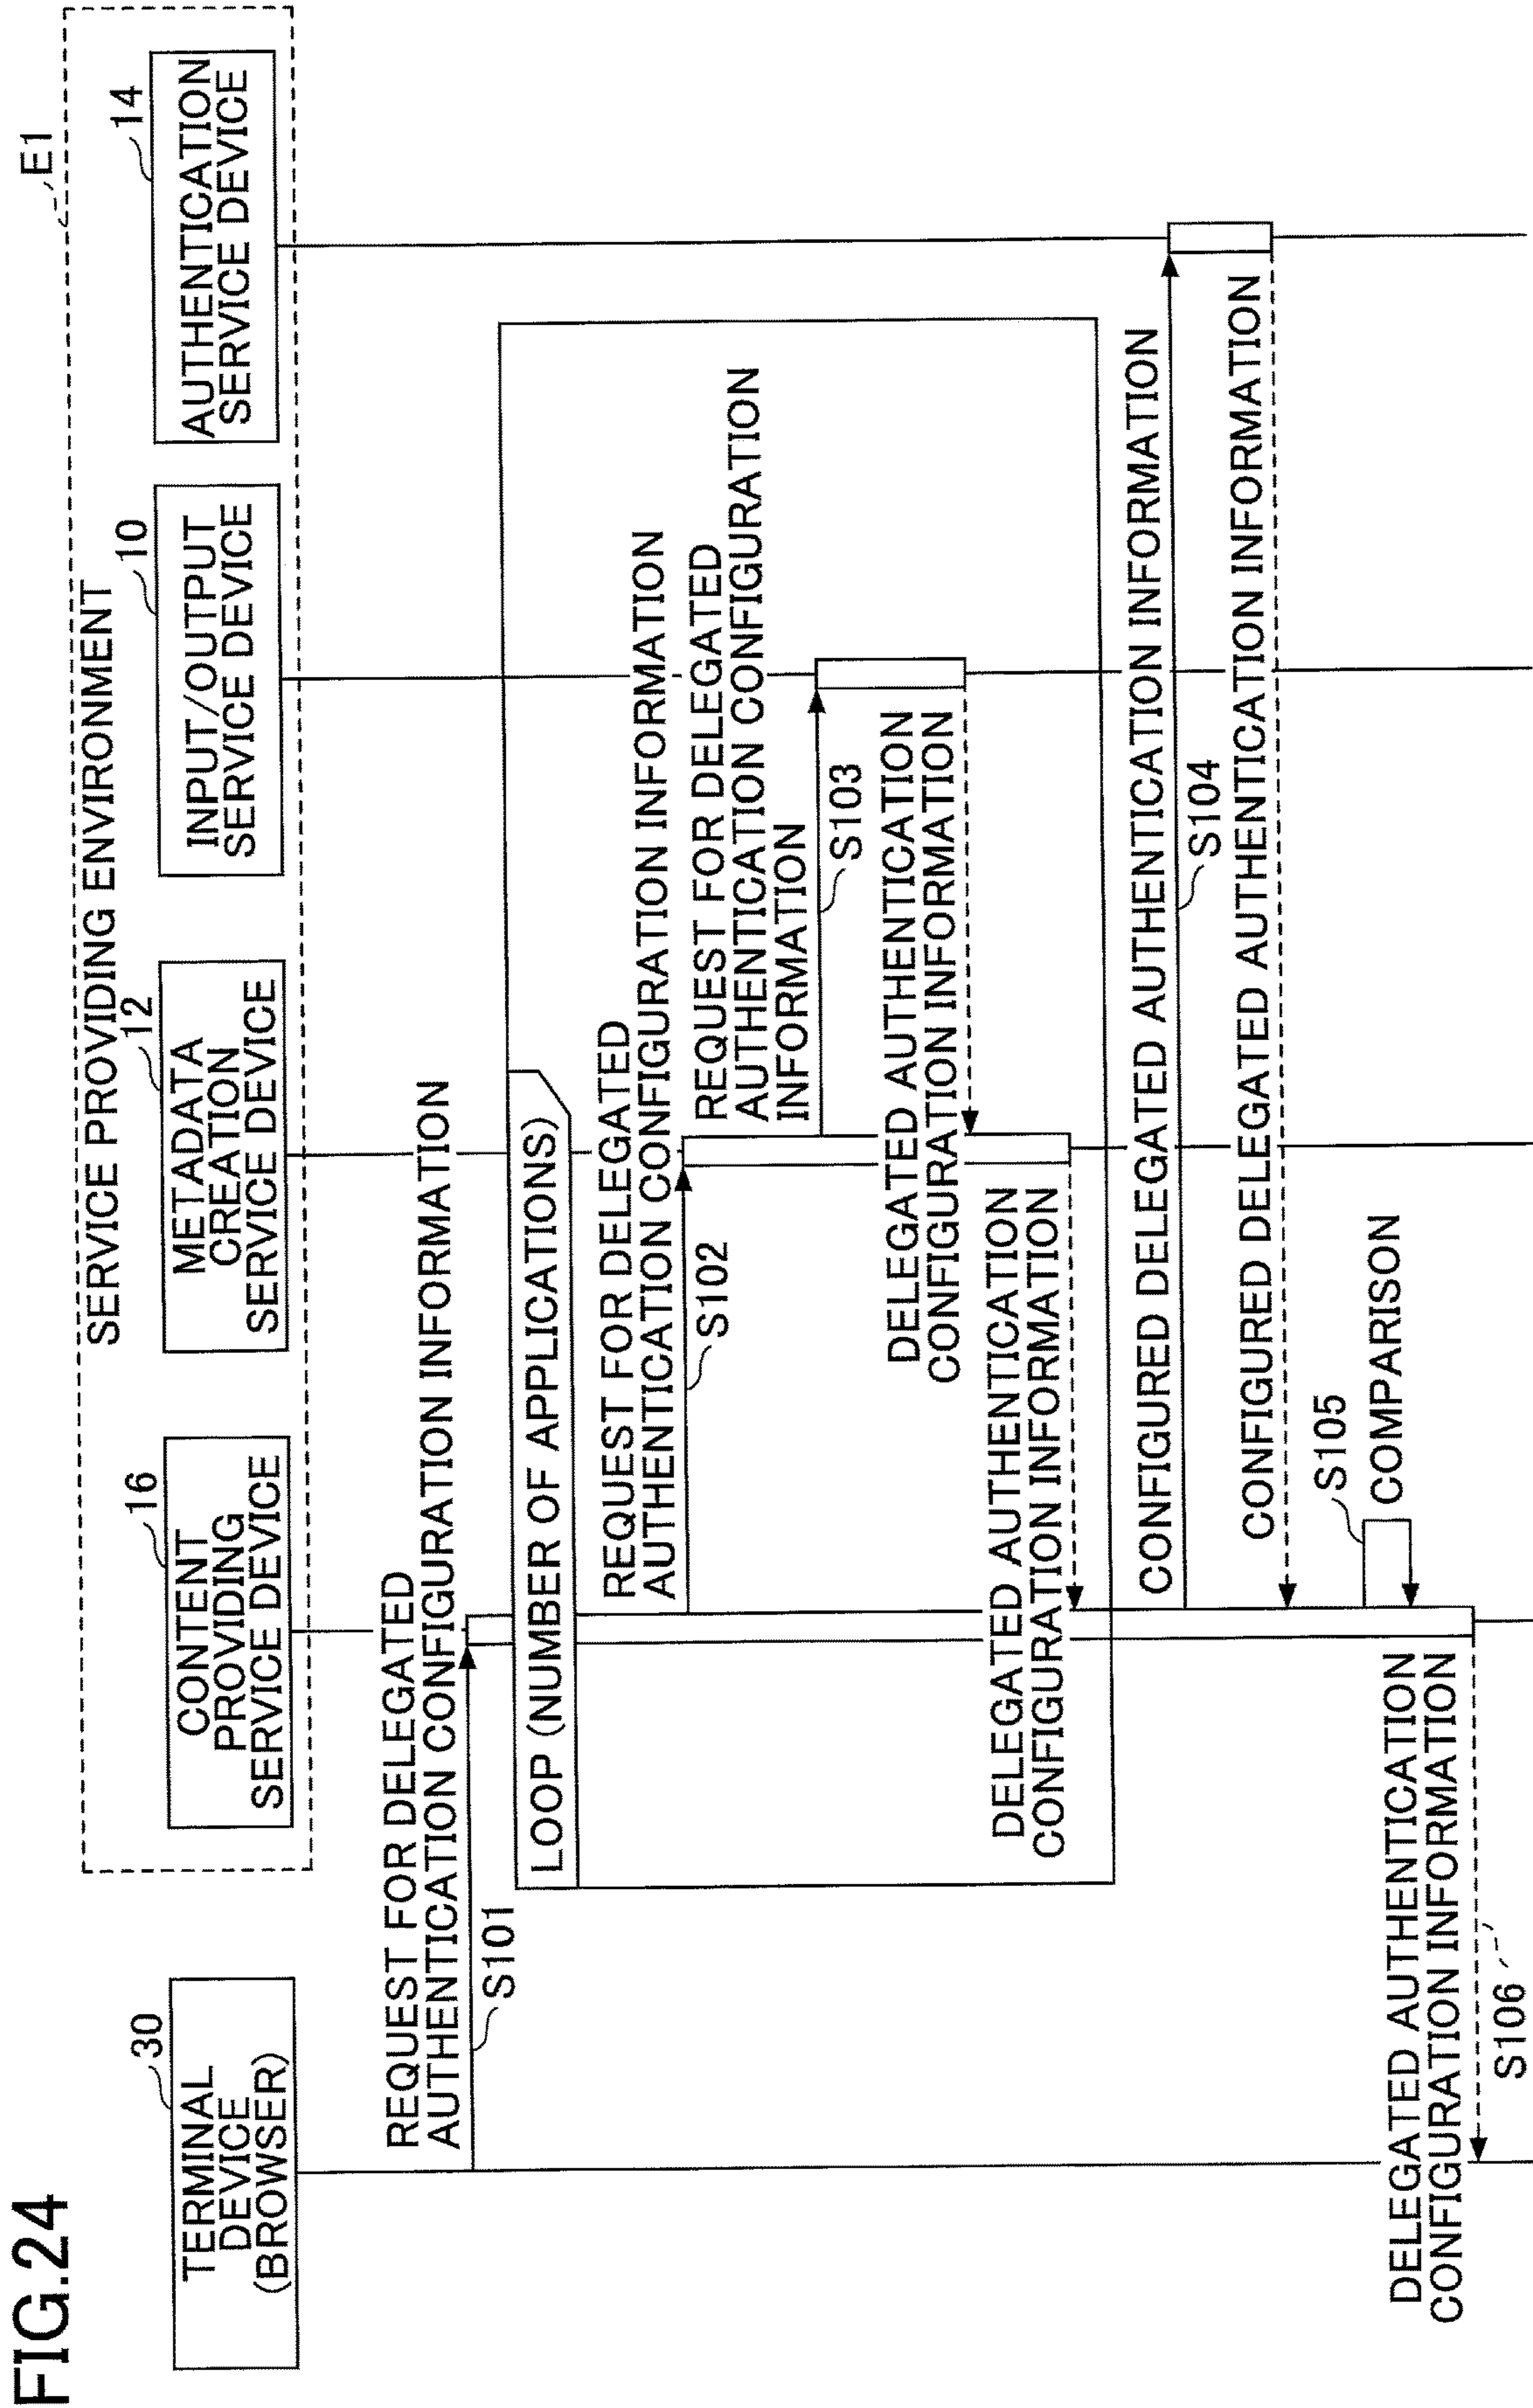 FIG.24
E1
SERVICE PROVIDING ENVIRONMENT
30
TERMINAL
DEVICE
(BROWSER)
16
CONTENT
PROVIDING
SERVICE DEVICE
12
METADATA
CREATION
SERVICE DEVICE
10
INPUT/OUTPUT
SERVICE DEVICE
14
AUTHENTICATION
SERVICE DEVICE
REQUEST FOR DELEGATED
AUTHENTICATION CONFIGURATION INFORMATION
S101
LOOP (NUMBER OF APPLICATIONS)
REQUEST FOR DELEGATED
AUTHENTICATION CONFIGURATION INFORMATION
S102
REQUEST FOR DELEGATED
AUTHENTICATION CONFIGURATION
INFORMATION
S103
DELEGATED AUTHENTICATION
CONFIGURATION INFORMATION
DELEGATED AUTHENTICATION
CONFIGURATION INFORMATION
CONFIGURED DELEGATED AUTHENTICATION INFORMATION
S104
CONFIGURED DELEGATED AUTHENTICATION INFORMATION
S105
COMPARISON
DELEGATED AUTHENTICATION
CONFIGURATION INFORMATION
S106